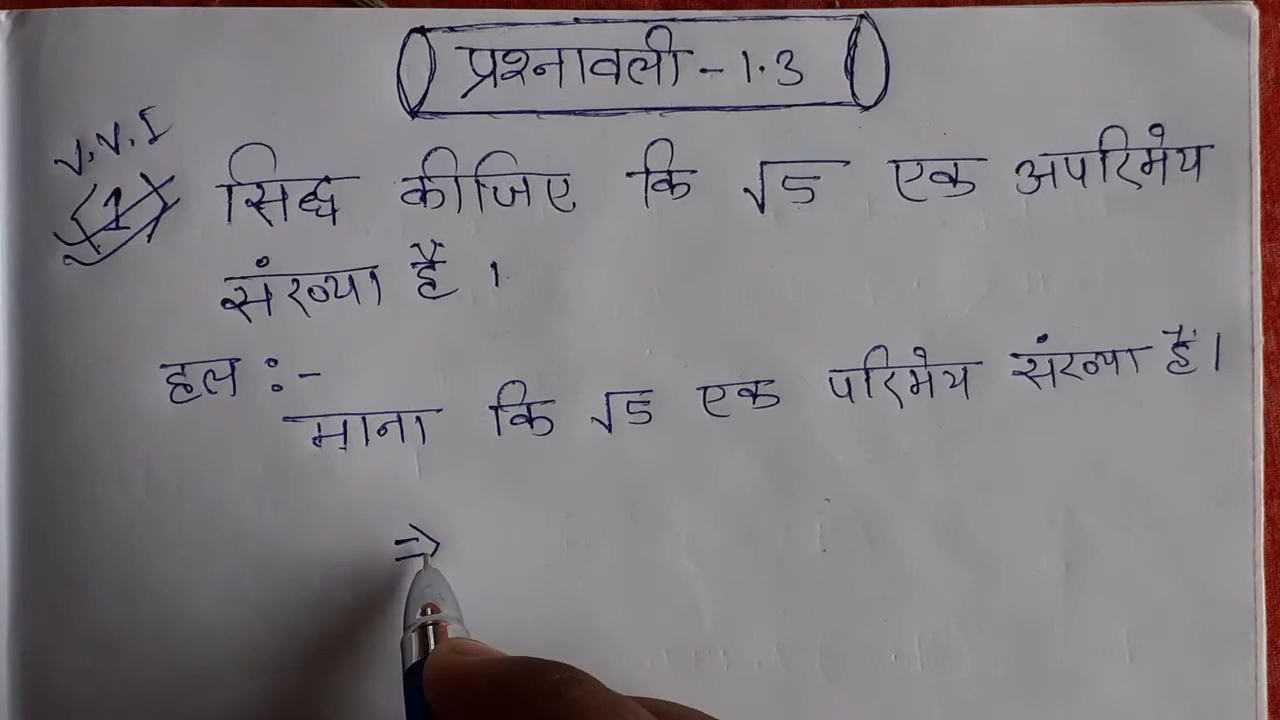 प्रश्नावली - 1.3
V.V.I
(1) सिद्ध कीजिए कि √5 एक अपरिमेय
संख्या है ।
हल :-
माना कि √5 एक परिमेय संख्या है।
⇒